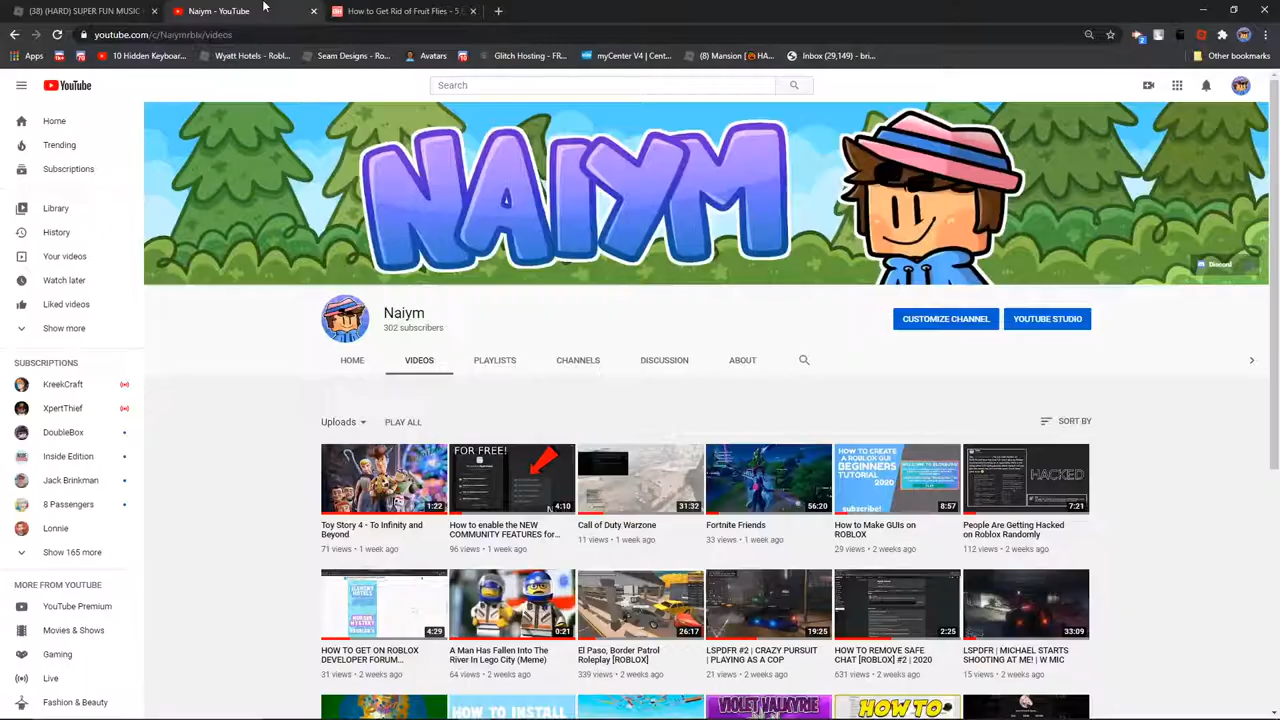 (38) (HARD) SUPER FUN MUSIC
Naiym - YouTube
How to Get Rid of Fruit Flies - 5
youtube.com/c/Naiymrblx/videos
Apps
10 Hidden Keyboar...
Wyatt Hotels - Robl...
Seam Designs - Ro...
Avatars
Glitch Hosts - FR...
myCenter V4 | Cent...
(8) Mansion [🎃HA...
Inbox (29,149) - bri...
Other bookmarks
YouTube
Search
Home
Trending
Subscriptions
Library
History
Your videos
Watch later
Liked videos
Show more
SUBSCRIPTIONS
KreekCraft
XpertThief
DoubleBox
Inside Edition
Jack Brinkman
8 Passengers
Lonnie
Show 165 more
MORE FROM YOUTUBE
YouTube Premium
Movies & Shows
Gaming
Live
Fashion & Beauty
NAIYM
Discord
Naiym
302 subscribers
CUSTOMIZE CHANNEL
YOUTUBE STUDIO
HOME
VIDEOS
PLAYLISTS
CHANNELS
DISCUSSION
ABOUT
Uploads
PLAY ALL
SORT BY
1:22
Toy Story 4 - To Infinity and
Beyond
71 views • 1 week ago
FOR FREE!
4:10
How to enable the NEW
COMMUNITY FEATURES for...
96 views • 1 week ago
31:32
Call of Duty Warzone
11 views • 1 week ago
56:20
Fortnite Friends
33 views • 1 week ago
HOW TO CREATE
A ROBLOX GUI
BEGINNERS
TUTORIAL
2020
subscribe!
8:57
How to Make GUIs on
ROBLOX
29 views • 2 weeks ago
HACKED
7:21
People Are Getting Hacked
on Roblox Randomly
112 views • 2 weeks ago
4:29
HOW TO GET ON ROBLOX
DEVELOPER FORUM...
31 views • 2 weeks ago
0:21
A Man Has Fallen Into The
River In Lego City (Meme)
64 views • 2 weeks ago
26:17
El Paso, Border Patrol
Roleplay [ROBLOX]
339 views • 2 weeks ago
19:25
LSPDFR #2 | CRAZY PURSUIT
| PLAYING AS A COP
21 views • 2 weeks ago
2:25
HOW TO REMOVE SAFE
CHAT [ROBLOX] #2 | 2020
631 views • 2 weeks ago
33:09
LSPDFR | MICHAEL STARTS
SHOOTING AT ME! | W MIC
15 views • 2 weeks ago
HOW TO INSTALL
VIOLET VALKYRIE
HOW TO